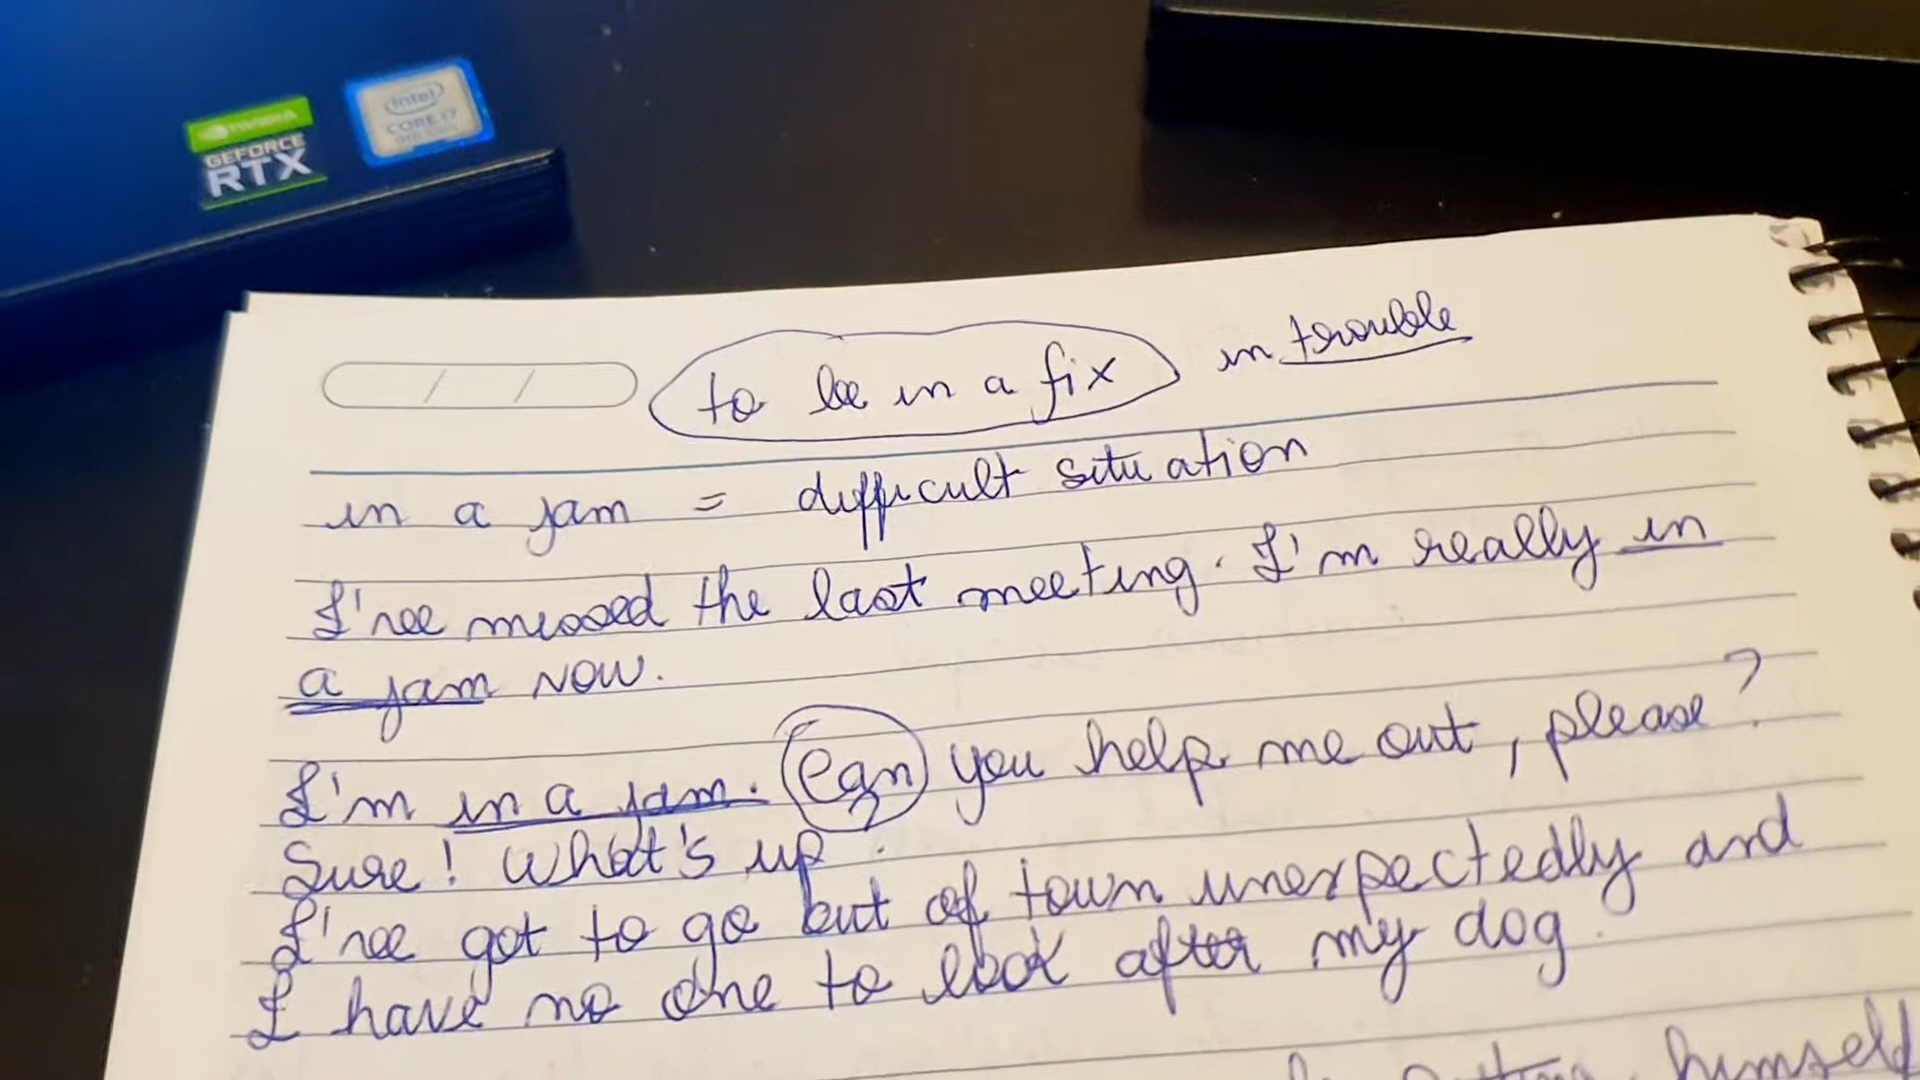 NVIDIA
GEFORCE
RTX
intel
CORE i7
to be in a fix in trouble
in a jam = difficult situation
I've missed the last meeting. I'm really in
a jam now.
I'm in a jam. Can you help me out, please?
Sure! What's up?
I've got to go out of town unexpectedly and
I have no one to look after my dog.
himself